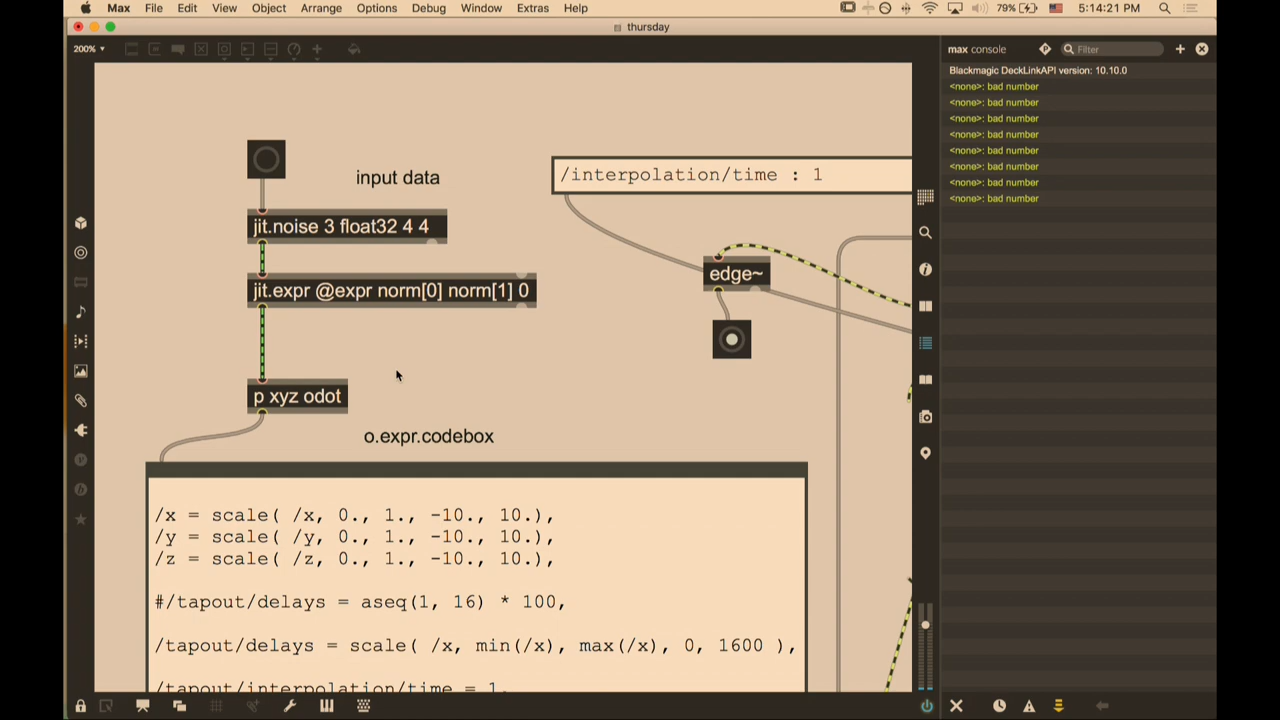 Max File Edit View Object Arrange Options Debug Window Extras Help 79% 5:14:21 PM
thursday
200%
max console
Filter
Blackmagic DeckLinkAPI version: 10.10.0
<none>: bad number
<none>: bad number
<none>: bad number
<none>: bad number
<none>: bad number
<none>: bad number
<none>: bad number
<none>: bad number
input data
/interpolation/time : 1
jit.noise 3 float32 4 4
edge~
jit.expr @expr norm[0] norm[1] 0
p xyz odot
o.expr.codebox
/x = scale( /x, 0., 1., -10., 10.),
/y = scale( /y, 0., 1., -10., 10.),
/z = scale( /z, 0., 1., -10., 10.),
#/tapout/delays = aseq(1, 16) * 100,
/tapout/delays = scale( /x, min(/x), max(/x), 0, 1600 ),
/tapout/interpolation/time = 1.